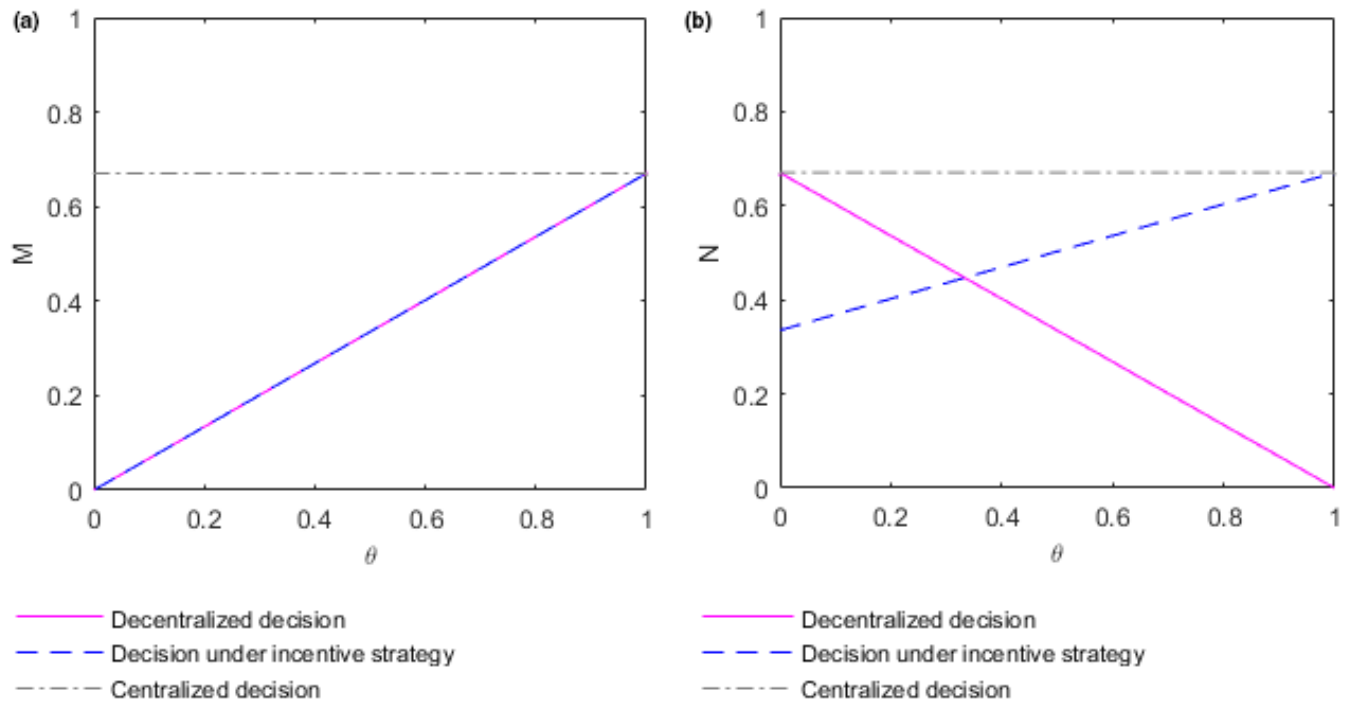 (a)
1
0.8
0.6
0.4
0.2
0
M
0 0.2 0.4 0.6 0.8 1
θ
Decentralized decision
Decision under incentive strategy
Centralized decision
(b)
1
0.8
0.6
0.4
0.2
0
N
0 0.2 0.4 0.6 0.8 1
θ
Decentralized decision
Decision under incentive strategy
Centralized decision